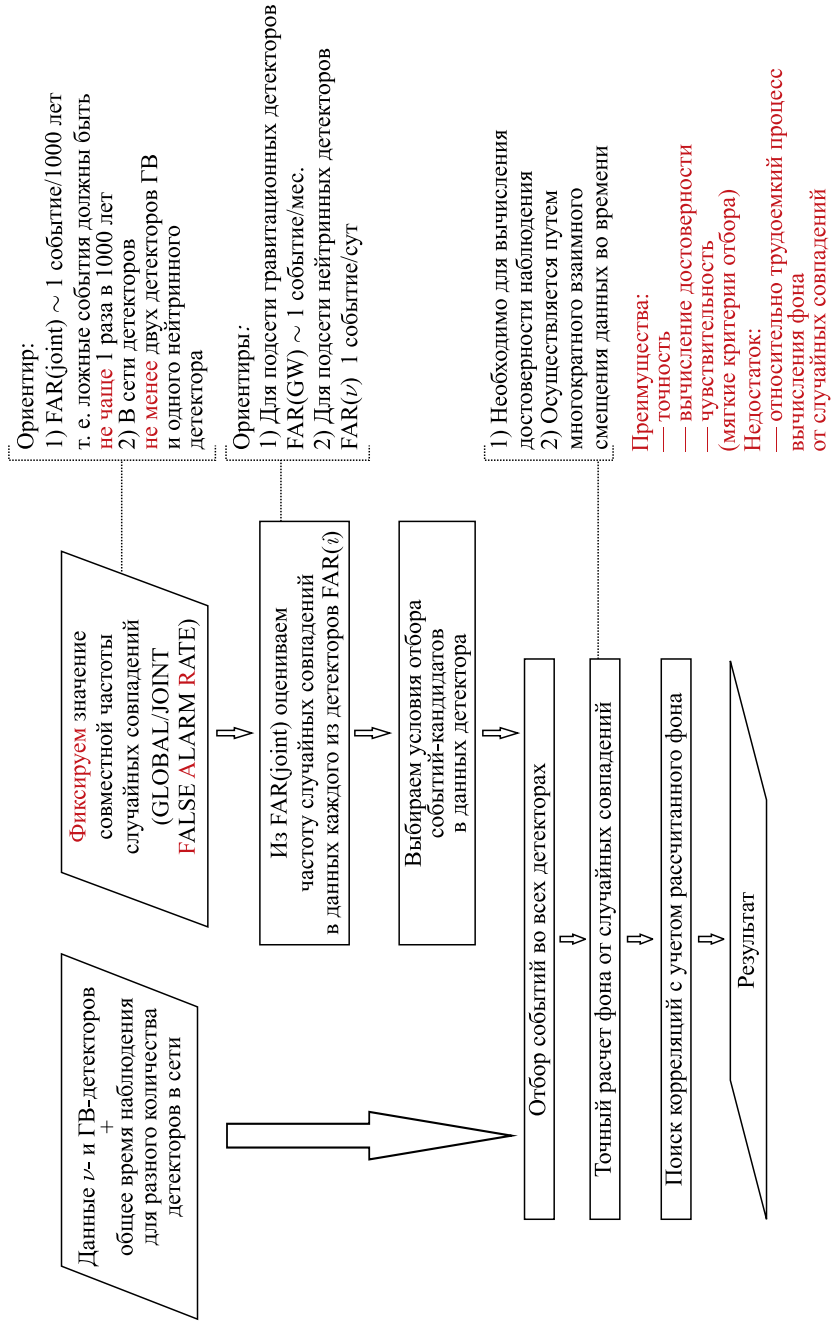 Данные ν- и ГВ-детекторов
+
общее время наблюдения
для разного количества
детекторов в сети
Фиксируем значение
совместной частоты
случайных совпадений
(GLOBAL/JOINT
FALSE ALARM RATE)
Ориентир:
1) FAR(joint) ∼ 1 событие/1000 лет
т. е. ложные события должны быть
не чаще 1 раза в 1000 лет
2) В сети детекторов
не менее двух детекторов ГВ
и одного нейтринного
детектора
Из FAR(joint) оцениваем
частоту случайных совпадений
в данных каждого из детекторов FAR(i)
Ориентиры:
1) Для подсети гравитационных детекторов
FAR(GW) ∼ 1 событие/мес.
2) Для подсети нейтринных детекторов
FAR(ν) 1 событие/сут
Выбираем условия отбора
событий-кандидатов
в данных детектора
Отбор событий во всех детекторах
Точный расчет фона от случайных совпадений
1) Необходимо для вычисления
достоверности наблюдения
2) Осуществляется путем
многократного взаимного
смещения данных во времени
Поиск корреляций с учетом рассчитанного фона
Результат
Преимущества:
— точность
— вычисление достоверности
— чувствительность
(мягкие критерии отбора)
Недостаток:
— относительно трудоемкий процесс
вычисления фона
от случайных совпадений